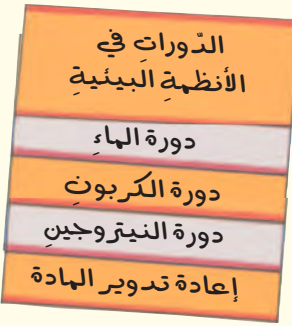 الدّوراتِ في
الأنظمةِ البيئيةِ
دورة الماءِ
دورة الكربونِ
دورة النيتروجينِ
إعادة تدوير المادة